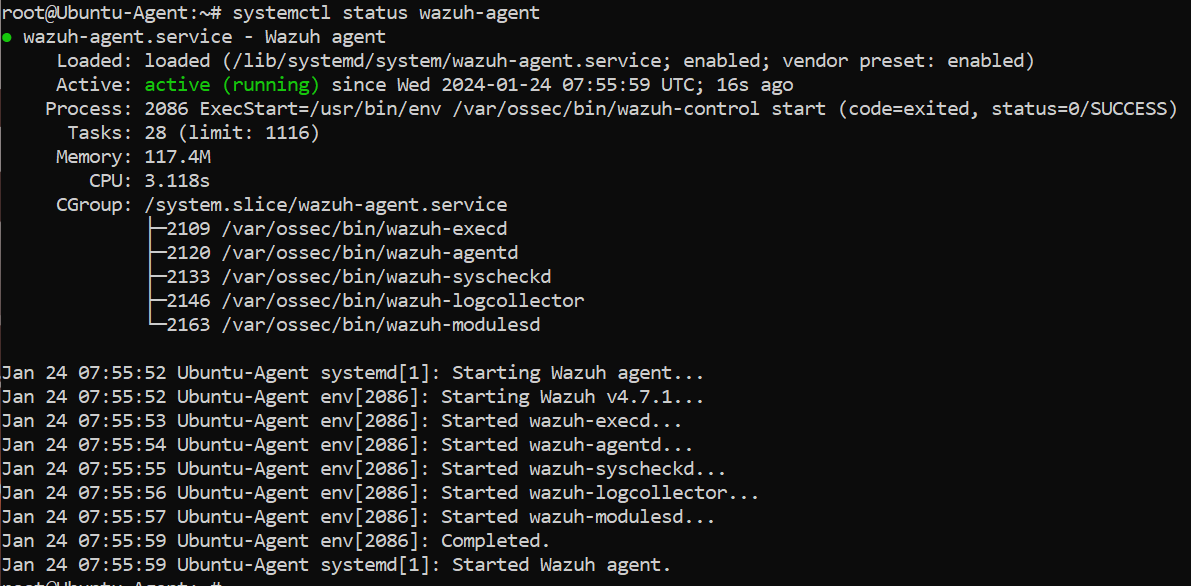 root@Ubuntu-Agent:~# systemctl status wazuh-agent
● wazuh-agent.service - Wazuh agent
     Loaded: loaded (/lib/systemd/system/wazuh-agent.service; enabled; vendor preset: enabled)
     Active: active (running) since Wed 2024-01-24 07:55:59 UTC; 16s ago
    Process: 2086 ExecStart=/usr/bin/env /var/ossec/bin/wazuh-control start (code=exited, status=0/SUCCESS)
      Tasks: 28 (limit: 1116)
     Memory: 117.4M
        CPU: 3.118s
     CGroup: /system.slice/wazuh-agent.service
             ├─2109 /var/ossec/bin/wazuh-execd
             ├─2120 /var/ossec/bin/wazuh-agentd
             ├─2133 /var/ossec/bin/wazuh-syscheckd
             ├─2146 /var/ossec/bin/wazuh-logcollector
             └─2163 /var/ossec/bin/wazuh-modulesd

Jan 24 07:55:52 Ubuntu-Agent systemd[1]: Starting Wazuh agent...
Jan 24 07:55:52 Ubuntu-Agent env[2086]: Starting Wazuh v4.7.1...
Jan 24 07:55:53 Ubuntu-Agent env[2086]: Started wazuh-execd...
Jan 24 07:55:54 Ubuntu-Agent env[2086]: Started wazuh-agentd...
Jan 24 07:55:55 Ubuntu-Agent env[2086]: Started wazuh-syscheckd...
Jan 24 07:55:56 Ubuntu-Agent env[2086]: Started wazuh-logcollector...
Jan 24 07:55:57 Ubuntu-Agent env[2086]: Started wazuh-modulesd...
Jan 24 07:55:59 Ubuntu-Agent env[2086]: Completed.
Jan 24 07:55:59 Ubuntu-Agent systemd[1]: Started Wazuh agent.